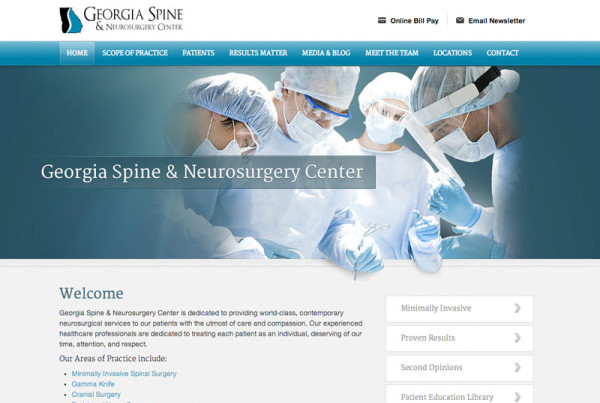 GEORGIA SPINE
& NEUROSURGERY CENTER
Online Bill Pay
Email Newsletter
HOME SCOPE OF PRACTICE PATIENTS RESULTS MATTER MEDIA & BLOG MEET THE TEAM LOCATIONS CONTACT
Georgia Spine & Neurosurgery Center
Welcome
Georgia Spine & Neurosurgery Center is dedicated to providing world-class, contemporary
neurosurgical services to our patients with the utmost of care and compassion. Our experienced
healthcare professionals are dedicated to treating each patient as an individual, deserving of our
time, attention, and respect.
Our Areas of Practice include:
Minimally Invasive Spinal Surgery
Gamma Knife
Cranial Surgery
Minimally Invasive
Proven Results
Second Opinions
Patient Education Library